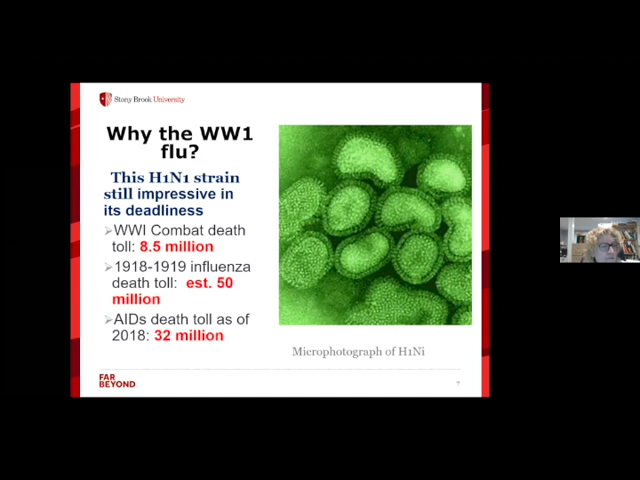 Stony Brook University
Why the WW1
flu?
This H1N1 strain
still impressive in
its deadliness
WWI Combat death
toll: 8.5 million
1918-1919 influenza
death toll: est. 50
million
AIDs death toll as of
2018: 32 million
Microphotograph of H1Ni
FAR
BEYOND
7